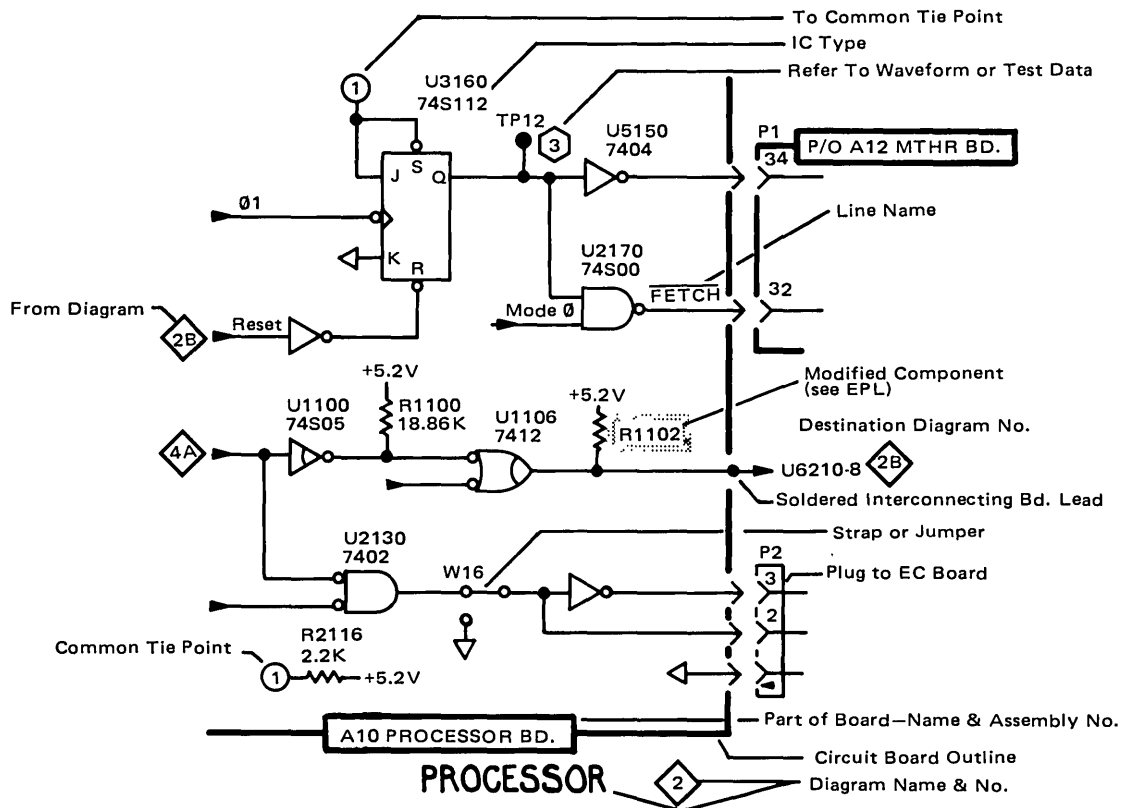 To Common Tie Point
IC Type
Refer To Waveform or Test Data
1
U3160
74S112
TP12
3
U5150
7404
P1
P/O A12 MTHR BD.
34
S
J
Q
Ø1
K
R
Line Name
U2170
74S00
FETCH
32
Mode Ø
From Diagram
2B
Reset
+5.2V
Modified Component
(see EPL)
U1100
74S05
R1100
18.86K
U1106
7412
+5.2V
R1102
Destination Diagram No.
4A
U6210-8
2B
Soldered Interconnecting Bd. Lead
Strap or Jumper
U2130
7402
W16
P2
3
Plug to EC Board
2
R2116
2.2K
Common Tie Point
1
+5.2V
Part of Board—Name & Assembly No.
A10 PROCESSOR BD.
Circuit Board Outline
PROCESSOR
2
Diagram Name & No.